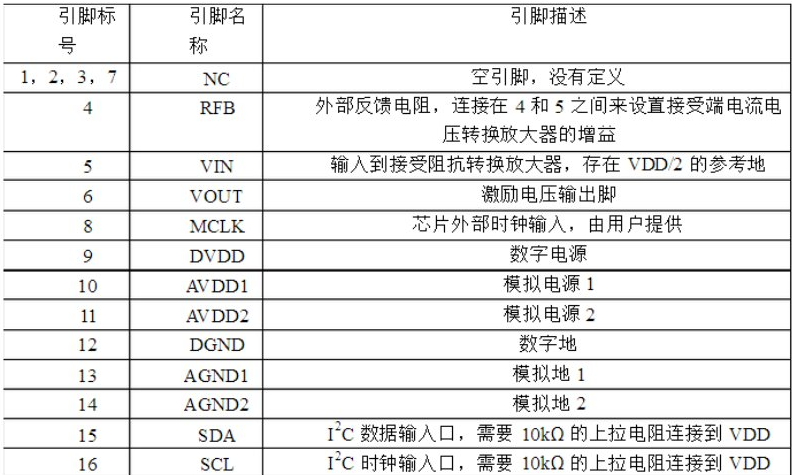 引脚标号 引脚名称 引脚描述
1，2，3，7 NC 空引脚，没有定义
4 RFB 外部反馈电阻，连接在 4 和 5 之间来设置接受端电流电
压转换放大器的增益
5 VIN 输入到接受阻抗转换放大器，存在 VDD/2 的参考地
6 VOUT 激励电压输出脚
8 MCLK 芯片外部时钟输入，由用户提供
9 DVDD 数字电源
10 AVDD1 模拟电源 1
11 AVDD2 模拟电源 2
12 DGND 数字地
13 AGND1 模拟地 1
14 AGND2 模拟地 2
15 SDA I²C 数据输入口，需要 10kΩ 的上拉电阻连接到 VDD
16 SCL I²C 时钟输入口，需要 10kΩ 的上拉电阻连接到 VDD